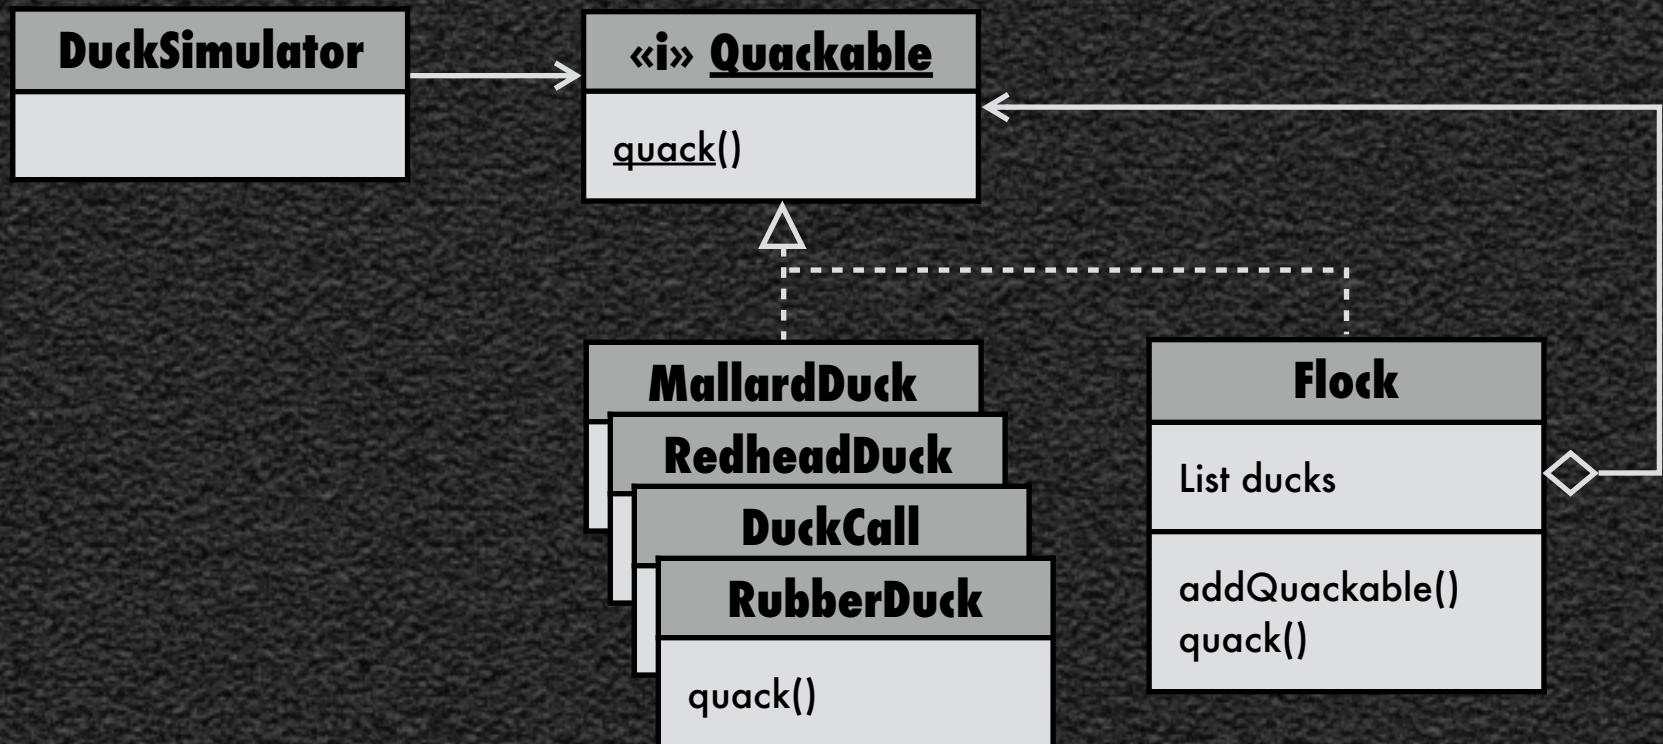 DuckSimulator
«i» Quackable
quack()
MallardDuck
RedheadDuck
DuckCall
RubberDuck
quack()
Flock
List ducks
addQuackable()
quack()